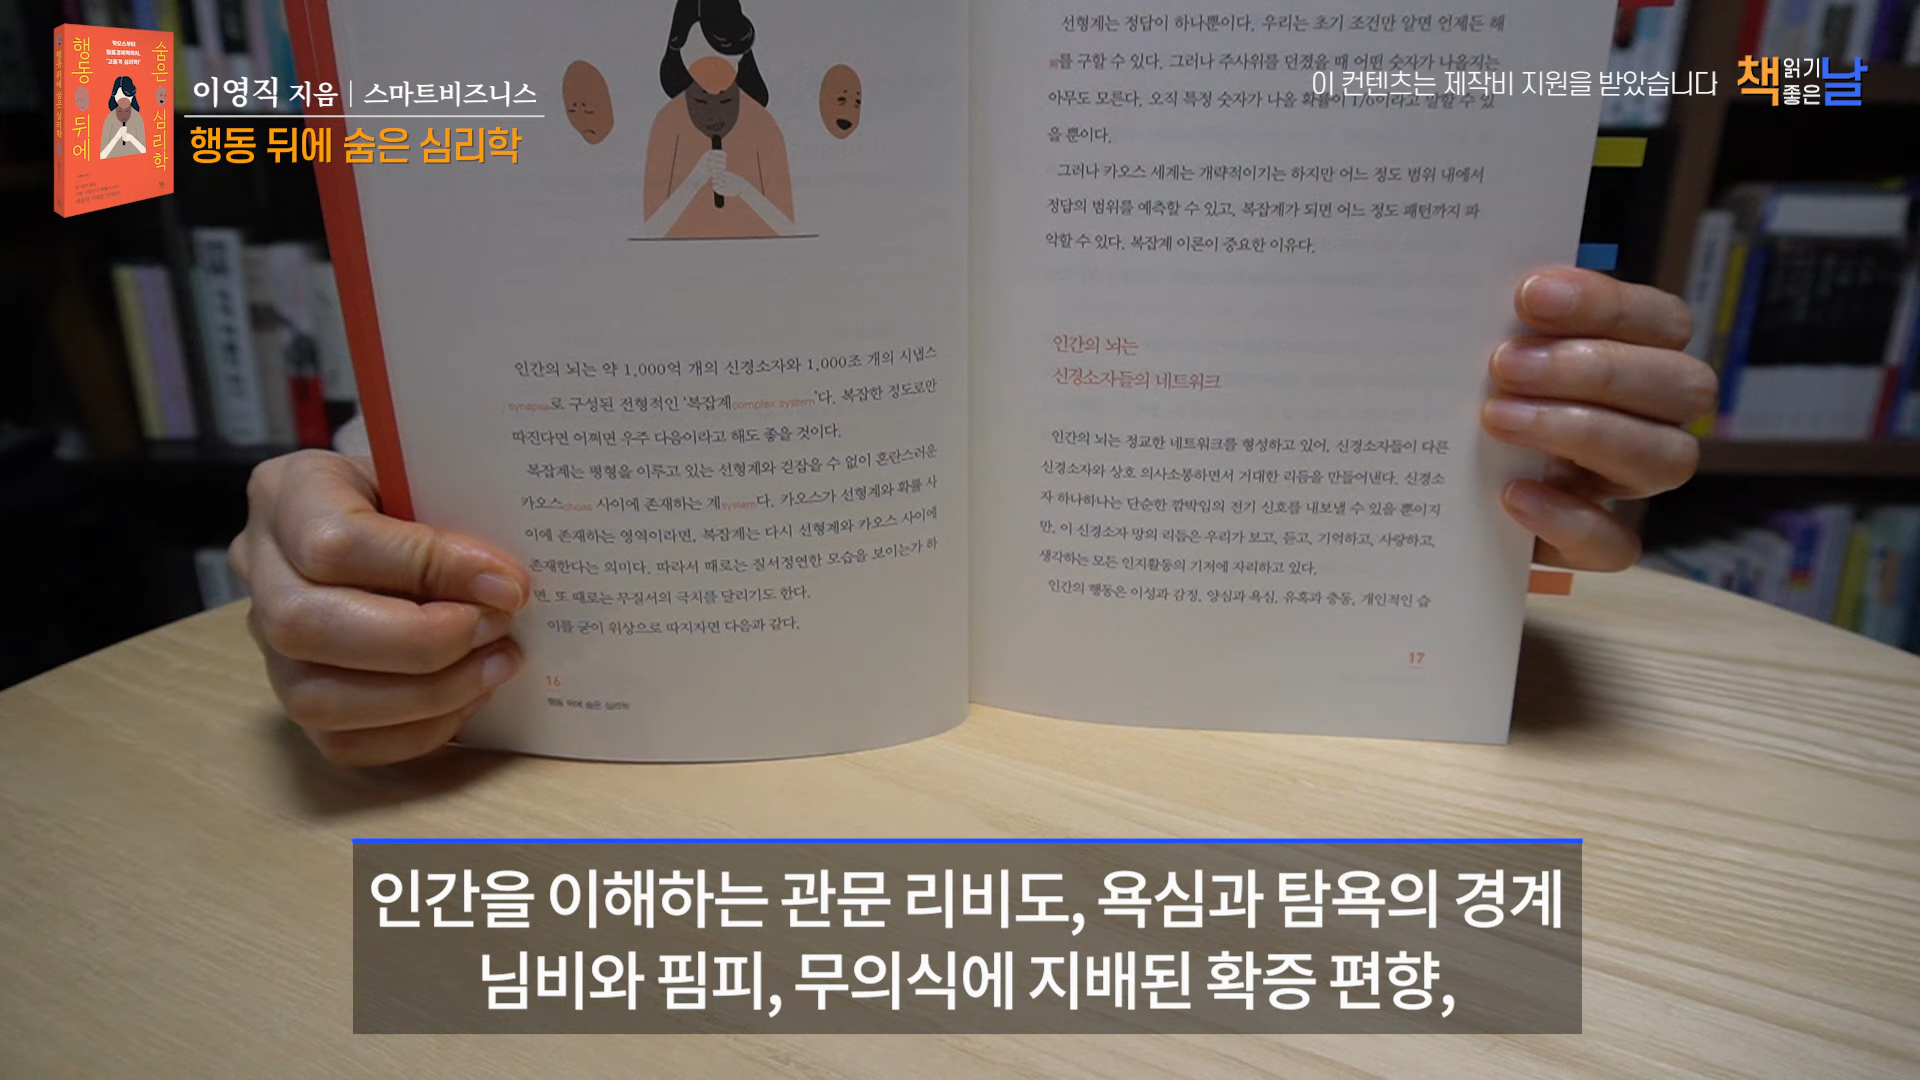 행동 뒤에
숨은 심리학
이영직 지음 | 스마트비즈니스
행동 뒤에 숨은 심리학
이 컨텐츠는 제작비 지원을 받았습니다
책 읽기 좋은 날
인간의 뇌는 약 1,000억 개의 신경소자와 1,000조 개의 시냅스
synapse로 구성된 전형적인 '복잡계complex system'다. 복잡한 정도로만
따진다면 어쩌면 우주 다음이라고 해도 좋을 것이다.
복잡계는 평형을 이루고 있는 선형계와 걷잡을 수 없이 혼란스러운
카오스chaos 사이에 존재하는 계system다. 카오스가 선형계와 확률 사
이에 존재하는 영역이라면, 복잡계는 다시 선형계와 카오스 사이에
존재한다는 의미다. 따라서 때로는 질서정연한 모습을 보이는가 하
면, 또 때로는 무질서의 극치를 달리기도 한다.
이를 굳이 위상으로 따지자면 다음과 같다.
16
행동 뒤에 숨은 심리학
선형계는 정답이 하나뿐이다. 우리는 초기 조건만 알면 언제든 해
를 구할 수 있다. 그러나 주사위를 던졌을 때 어떤 숫자가 나올지는
아무도 모른다. 오직 특정 숫자가 나올 확률이 1/6이라고 말할 수 있
을 뿐이다.
그러나 카오스 세계는 개략적이기는 하지만 어느 정도 범위 내에서
정답의 범위를 예측할 수 있고, 복잡계가 되면 어느 정도 패턴까지 파
악할 수 있다. 복잡계 이론이 중요한 이유다.
인간의 뇌는
신경소자들의 네트워크
인간의 뇌는 정교한 네트워크를 형성하고 있어, 신경소자들이 다른
신경소자와 상호 의사소통하면서 거대한 리듬을 만들어낸다. 신경소
자 하나하나는 단순한 깜박임의 전기 신호를 내보낼 수 있을 뿐이지
만, 이 신경소자 망의 리듬은 우리가 보고, 듣고, 기억하고, 사랑하고,
생각하는 모든 인지활동의 기저에 자리하고 있다.
인간의 행동은 이성과 감정, 양심과 욕심, 유혹과 충동, 개인적인 습
17
인간을 이해하는 관문 리비도, 욕심과 탐욕의 경계
님비와 핌피, 무의식에 지배된 확증 편향,